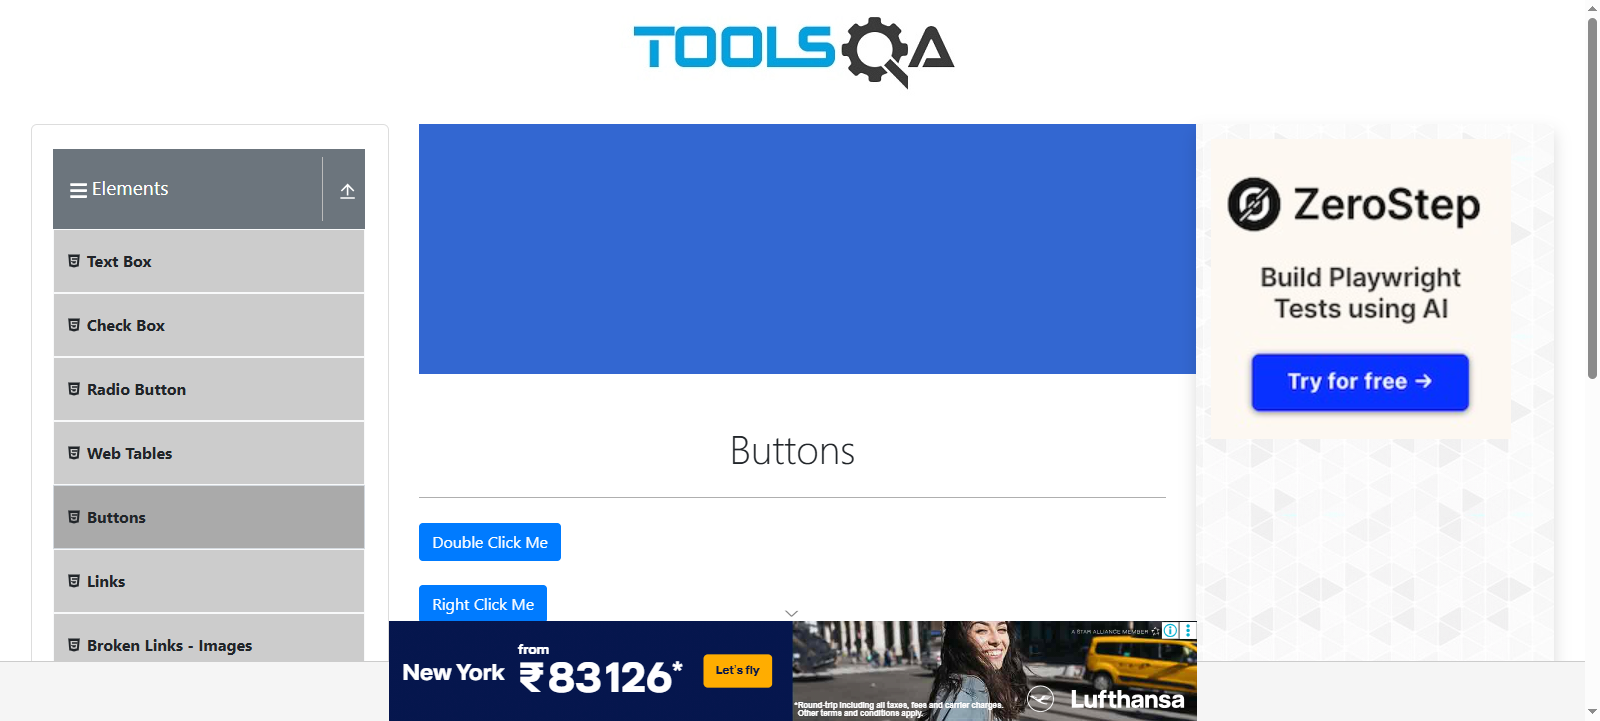 TOOLSQA
Elements
Text Box
Check Box
Radio Button
Web Tables
Buttons
Links
Broken Links - Images
Buttons
Double Click Me
Right Click Me
ZeroStep
Build Playwright
Tests using AI
Try for free →
New York
from
₹83126*
Let's fly
A STAR ALLIANCE MEMBER
Lufthansa
*Round-trip including all taxes, fees and carrier charges.
Other terms and conditions apply.